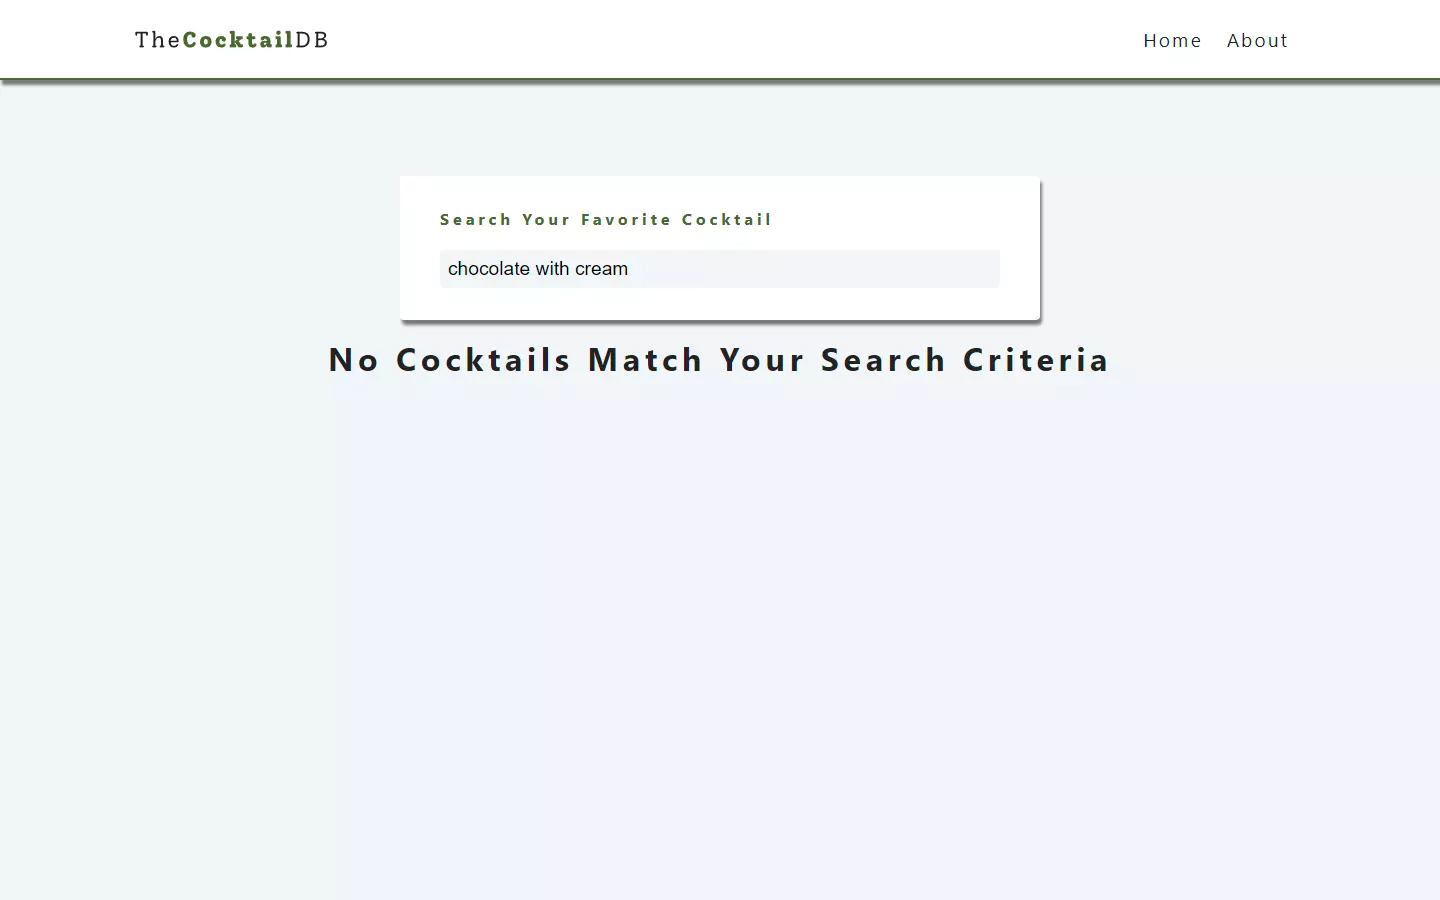 TheCocktailDB
Home About
Search Your Favorite Cocktail
chocolate with cream
No Cocktails Match Your Search Criteria